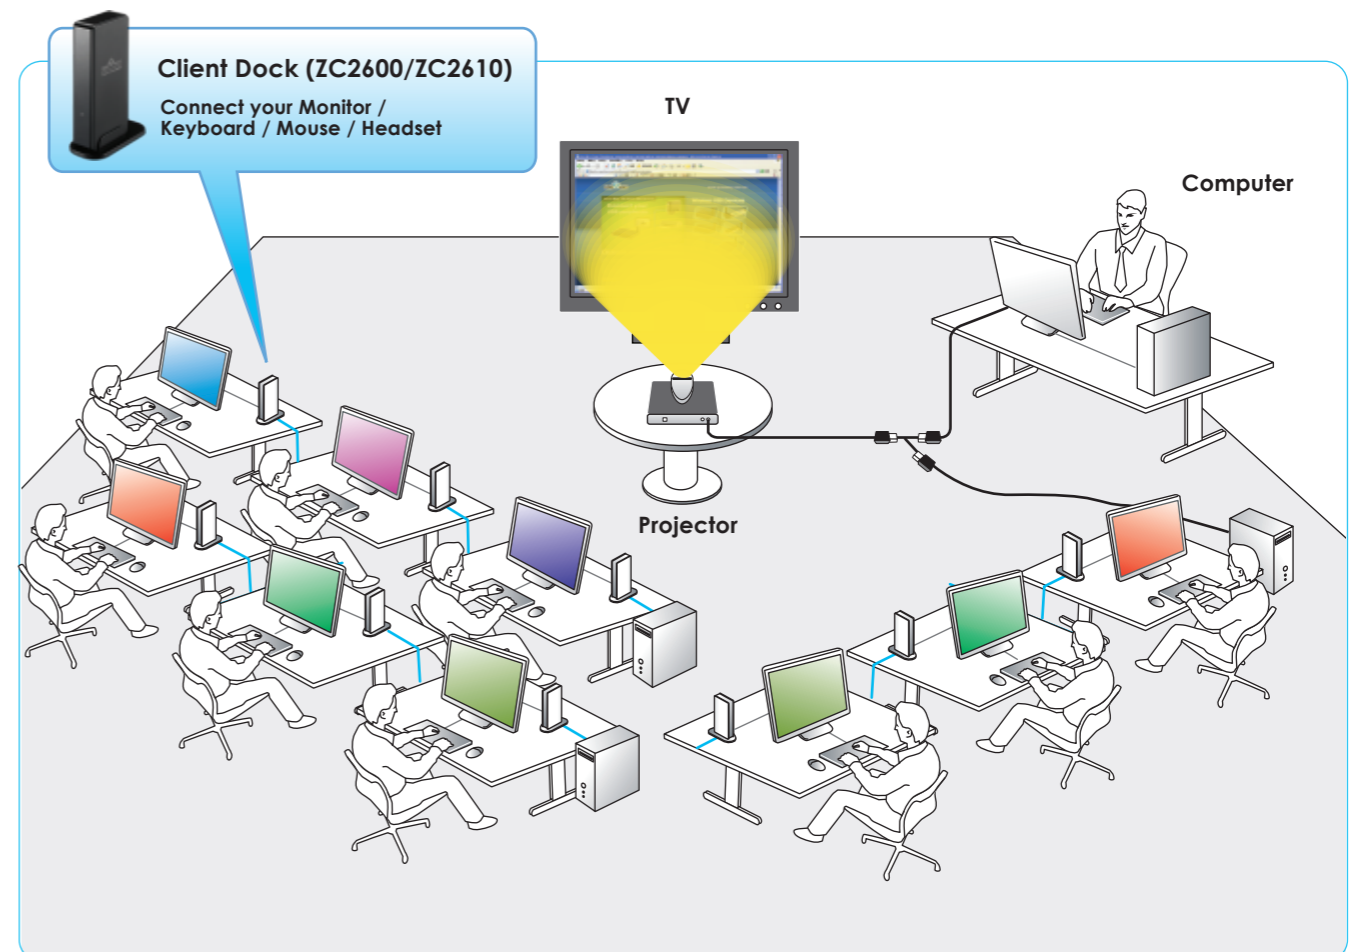 Client Dock (ZC2600/ZC2610)
Connect your Monitor /
Keyboard / Mouse / Headset
TV
Computer
Projector